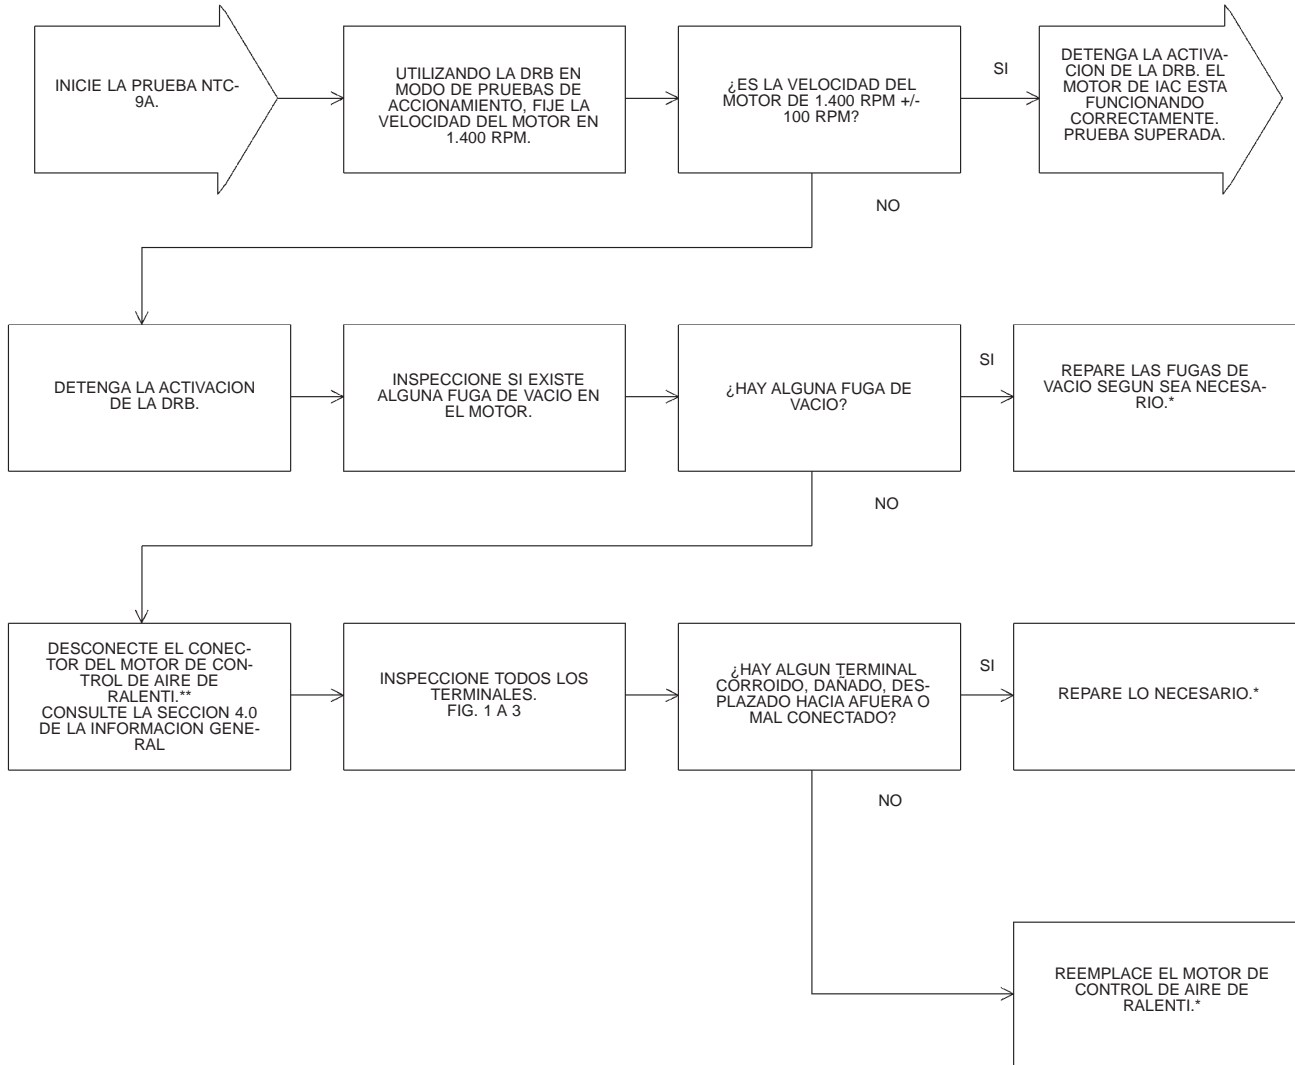 INICIE LA PRUEBA NTC-
9A.
UTILIZANDO LA DRB EN
MODO DE PRUEBAS DE
ACCIONAMIENTO, FIJE LA
VELOCIDAD DEL MOTOR EN
1.400 RPM.
¿ES LA VELOCIDAD DEL
MOTOR DE 1.400 RPM +/-
100 RPM?
SI
DETENGA LA ACTIVA-
CION DE LA DRB. EL
MOTOR DE IAC ESTA
FUNCIONANDO
CORRECTAMENTE.
PRUEBA SUPERADA.
NO
DETENGA LA ACTIVACION
DE LA DRB.
INSPECCIONE SI EXISTE
ALGUNA FUGA DE VACIO EN
EL MOTOR.
¿HAY ALGUNA FUGA DE
VACIO?
SI
REPARE LAS FUGAS DE
VACIO SEGUN SEA NECESA-
RIO.*
NO
DESCONECTE EL CONEC-
TOR DEL MOTOR DE CON-
TROL DE AIRE DE
RALENTI.**
CONSULTE LA SECCION 4.0
DE LA INFORMACION GENE-
RAL
INSPECCIONE TODOS LOS
TERMINALES.
FIG. 1 A 3
¿HAY ALGUN TERMINAL
CORROIDO, DAÑADO, DES-
PLAZADO HACIA AFUERA O
MAL CONECTADO?
SI
REPARE LO NECESARIO.*
NO
REEMPLACE EL MOTOR DE
CONTROL DE AIRE DE
RALENTI.*